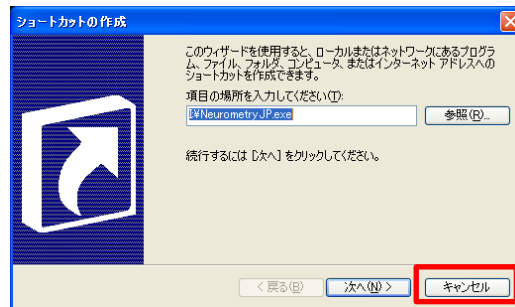 ショートカットの作成
このウィザードを使用すると、ローカルまたはネットワークにあるプログラ
ム、ファイル、フォルダ、コンピュータ、またはインターネット アドレスへの
ショートカットを作成できます。
項目の場所を入力してください(T):
I:¥NeurometryJP.exe
参照(R)...
続行するには [次へ] をクリックしてください。
< 戻る(B)
次へ(N) >
キャンセル